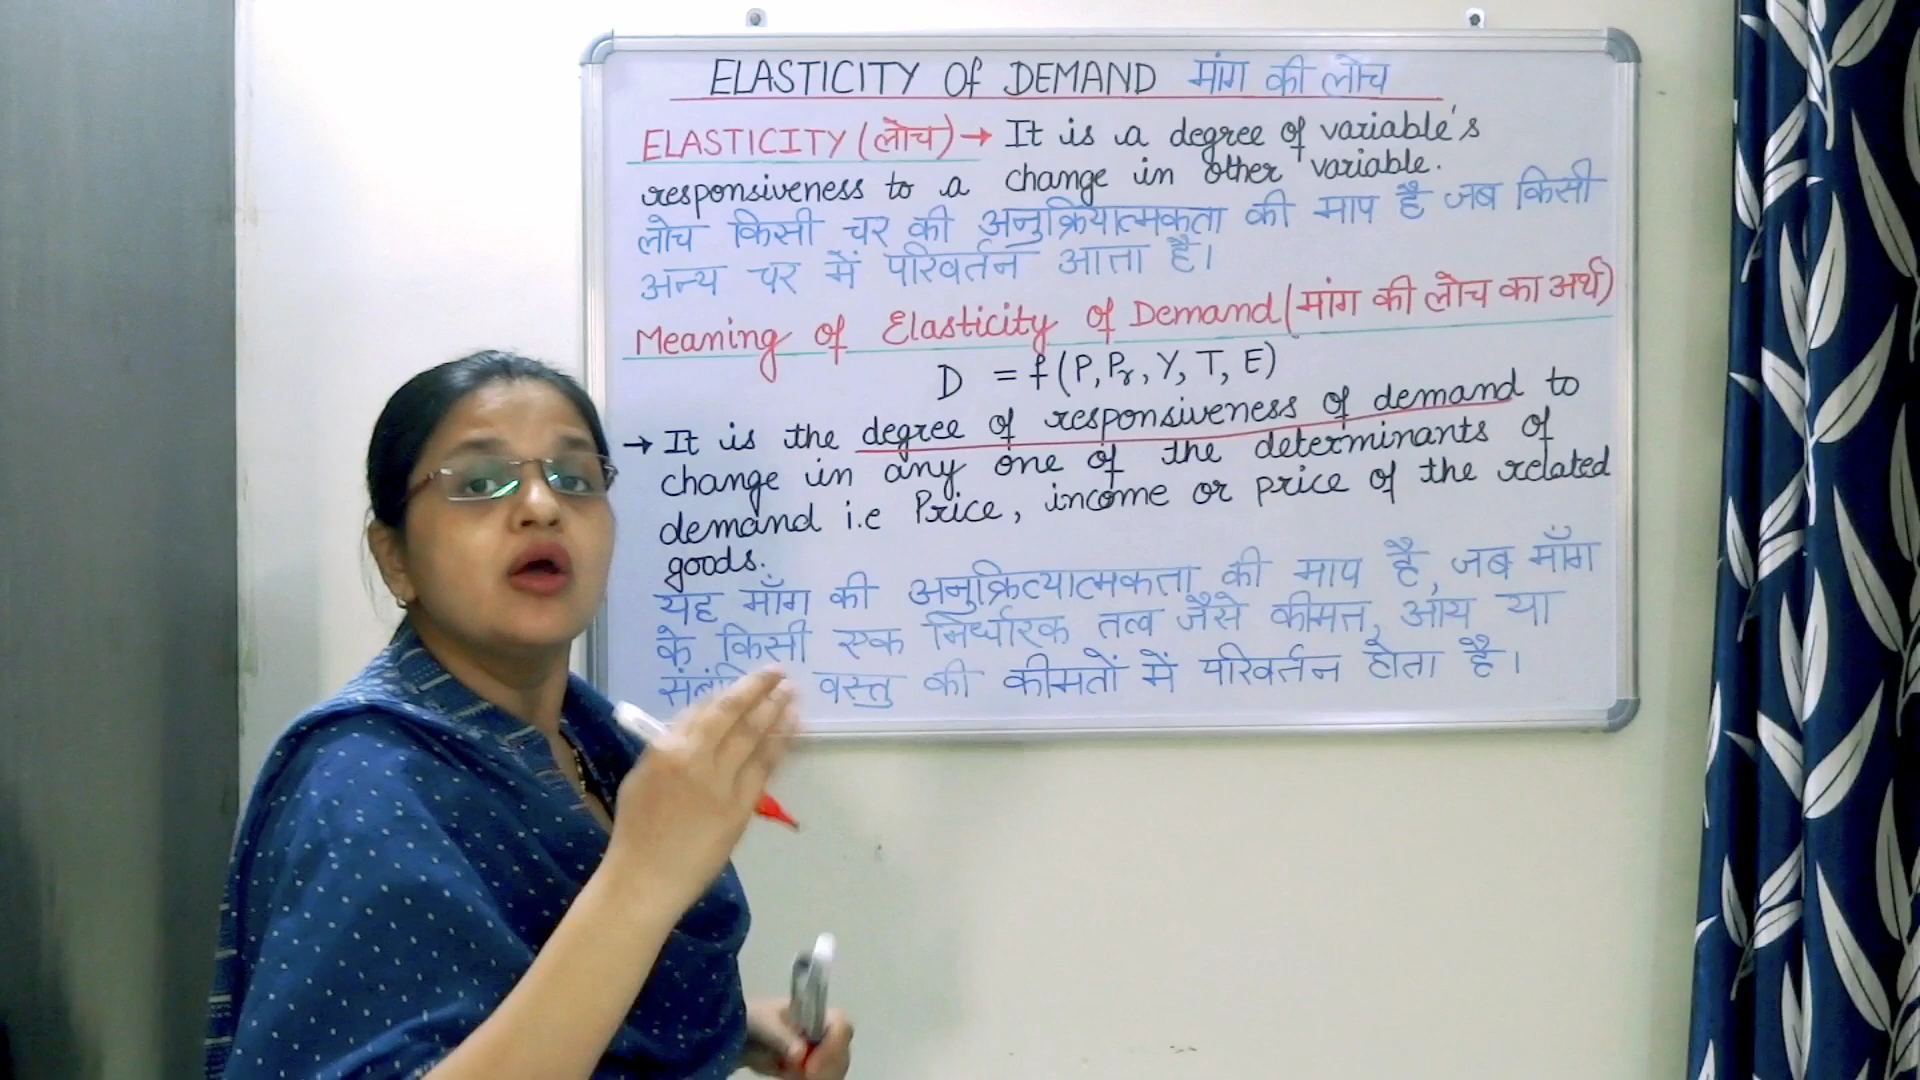 ELASTICITY Of DEMAND मांग की लोच
ELASTICITY (लोच) → It is a degree of variable's
responsiveness to a change in other variable.
लोच किसी चर की अनुक्रियात्मकता की माप है जब किसी
अन्य चर में परिवर्तन आता है।
Meaning of Elasticity of Demand (मांग की लोच का अर्थ)
D = f (P, Pr, Y, T, E)
→ It is the degree of responsiveness of demand to
change in any one of the determinants of
demand i.e Price, income or price of the related
goods.
यह माँग की अनुक्रित्यात्मकता की माप है, जब माँग
के किसी एक निर्धारक तत्व जैसे कीमत, आय या
वस्तु की कीमतों में परिवर्तन होता है।